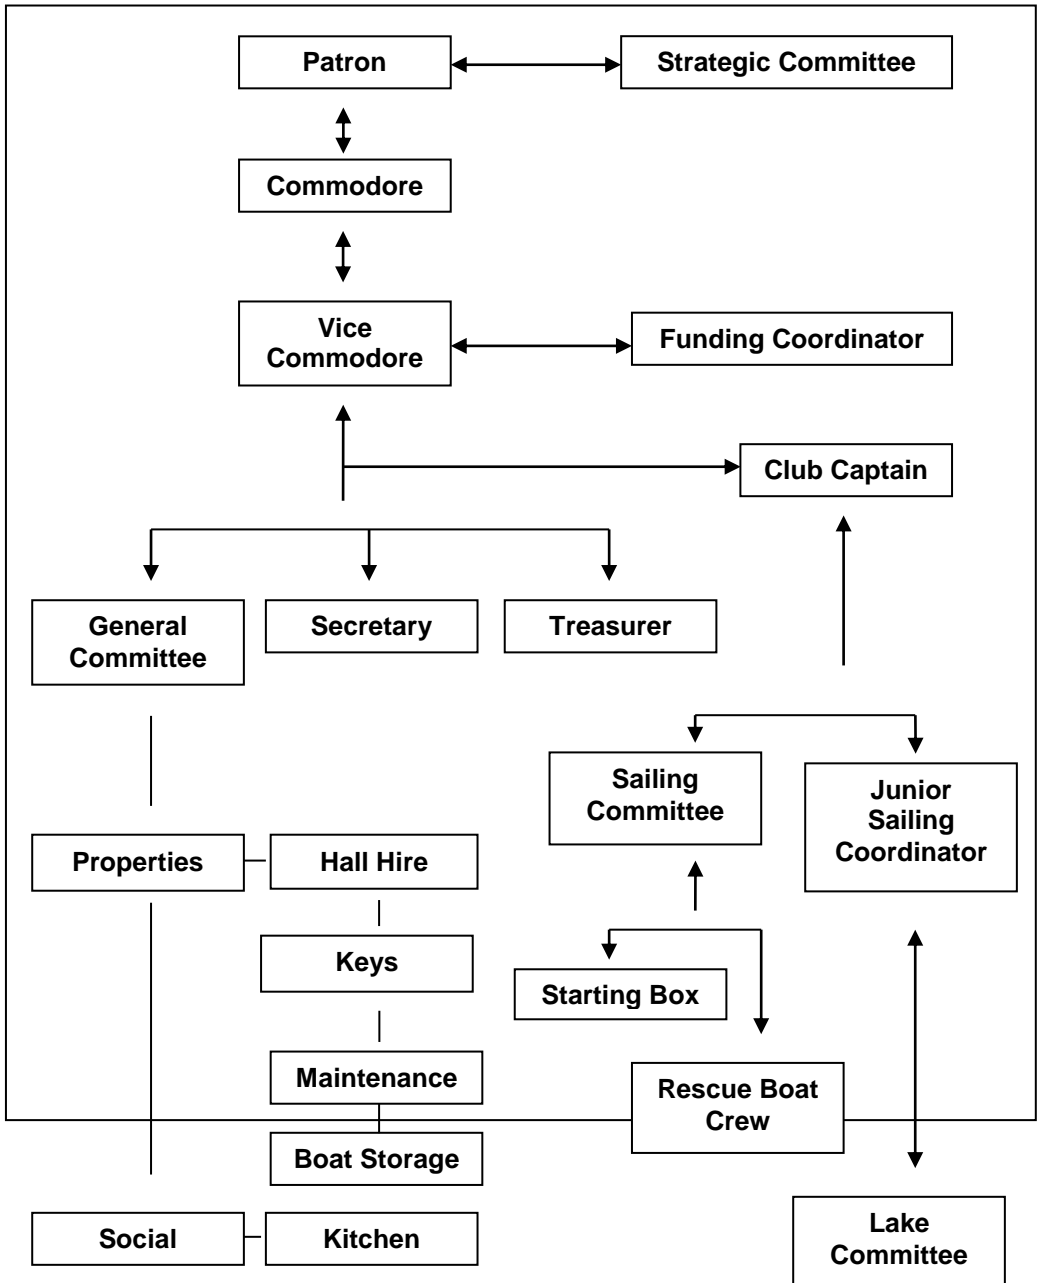 Patron
Strategic Committee
Commodore
Vice
Commodore
Funding Coordinator
Club Captain
General
Committee
Secretary
Treasurer
Sailing
Committee
Junior
Sailing
Coordinator
Properties
Hall Hire
Keys
Starting Box
Maintenance
Rescue Boat
Crew
Boat Storage
Social
Kitchen
Lake
Committee